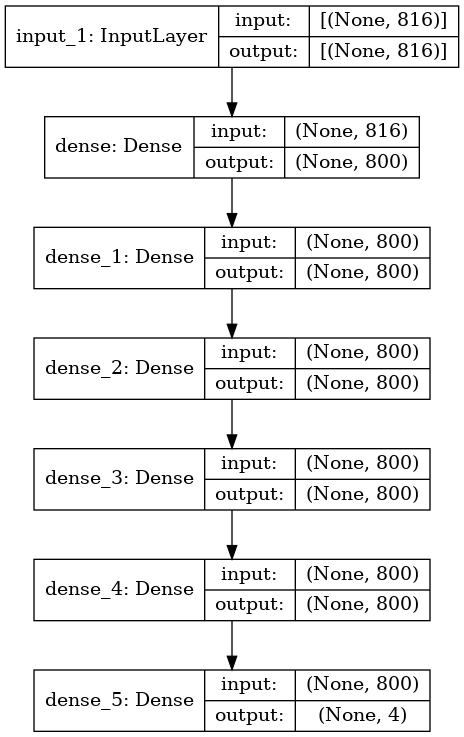 input_1: InputLayer
input:
[(None, 816)]
output:
[(None, 816)]
dense: Dense
input:
(None, 816)
output:
(None, 800)
dense_1: Dense
input:
(None, 800)
output:
(None, 800)
dense_2: Dense
input:
(None, 800)
output:
(None, 800)
dense_3: Dense
input:
(None, 800)
output:
(None, 800)
dense_4: Dense
input:
(None, 800)
output:
(None, 800)
dense_5: Dense
input:
(None, 800)
output:
(None, 4)